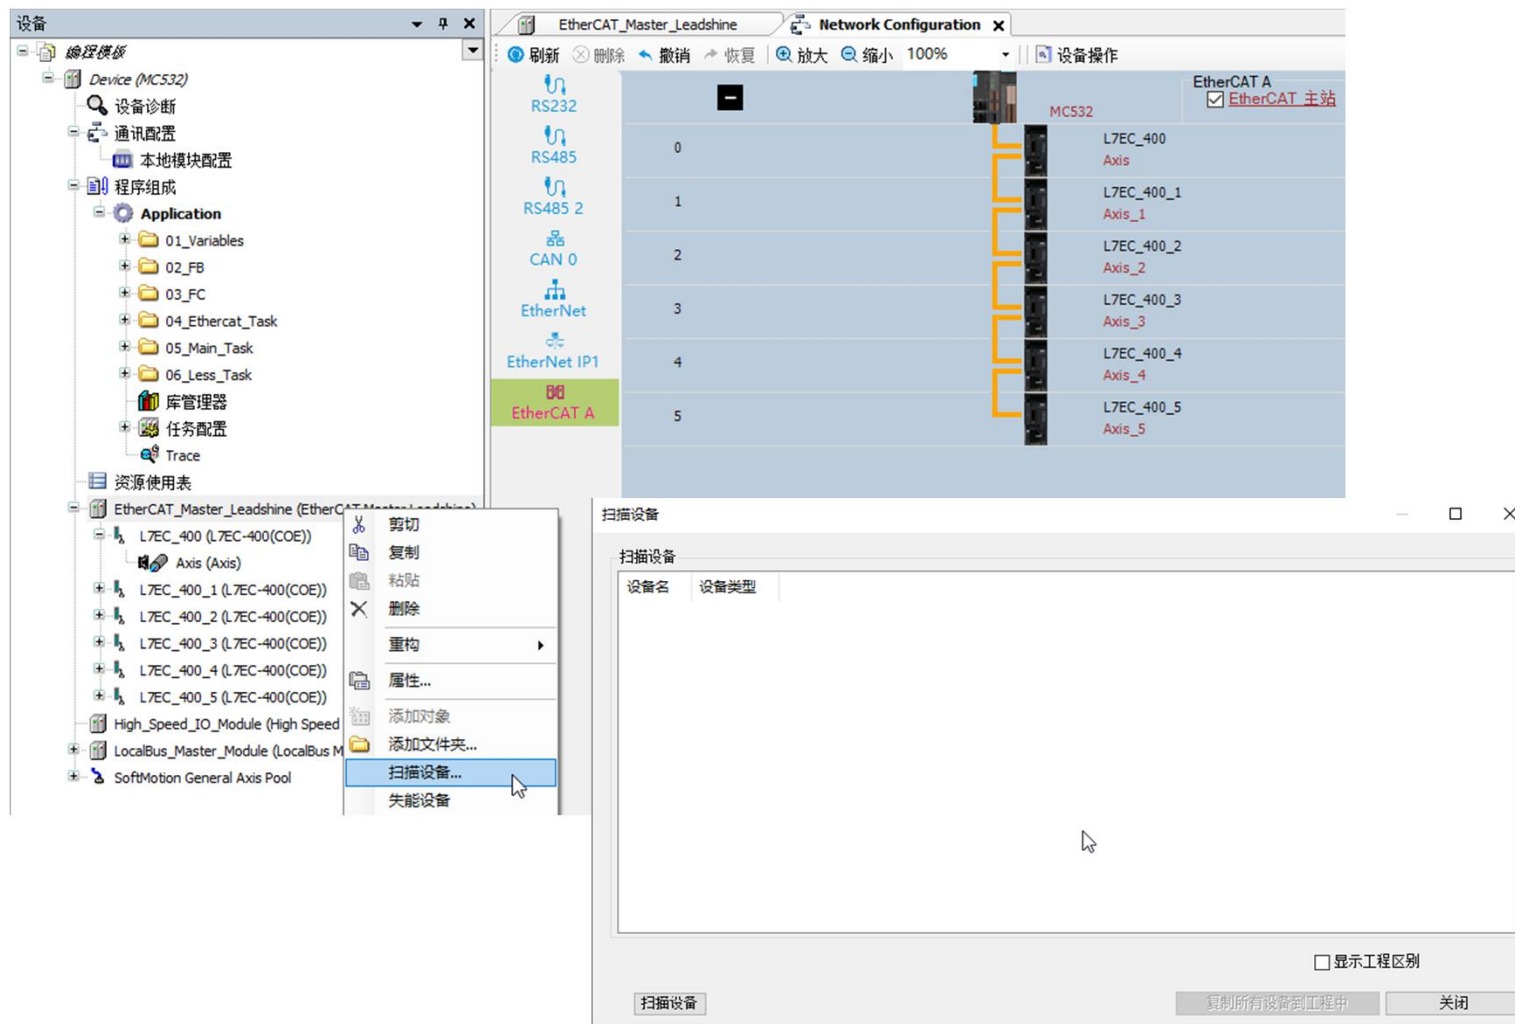 设备
编程模板
Device (MC532)
设备诊断
通讯配置
本地模块配置
程序组成
Application
01_Variables
02_FB
03_FC
04_Ethercat_Task
05_Main_Task
06_Less_Task
库管理器
任务配置
Trace
资源使用表
EtherCAT_Master_Leadshine (EtherCAT Master Leadshine)
L7EC_400 (L7EC-400(COE))
Axis (Axis)
L7EC_400_1 (L7EC-400(COE))
L7EC_400_2 (L7EC-400(COE))
L7EC_400_3 (L7EC-400(COE))
L7EC_400_4 (L7EC-400(COE))
L7EC_400_5 (L7EC-400(COE))
High_Speed_IO_Module (High Speed
LocalBus_Master_Module (LocalBus M
SoftMotion General Axis Pool
剪切
复制
粘贴
删除
重构
属性...
添加对象
添加文件夹...
扫描设备...
失能设备
EtherCAT_Master_Leadshine
Network Configuration
刷新 删除 撤销 恢复 放大 缩小 100% 设备操作
RS232
RS485
RS485 2
CAN 0
EtherNet
EtherNet IP1
EtherCAT A
MC532
EtherCAT A
EtherCAT 主站
0
L7EC_400
Axis
1
L7EC_400_1
Axis_1
2
L7EC_400_2
Axis_2
3
L7EC_400_3
Axis_3
4
L7EC_400_4
Axis_4
5
L7EC_400_5
Axis_5
扫描设备
扫描设备
设备名 设备类型
显示工程区别
扫描设备
复制所有设备到工程中
关闭